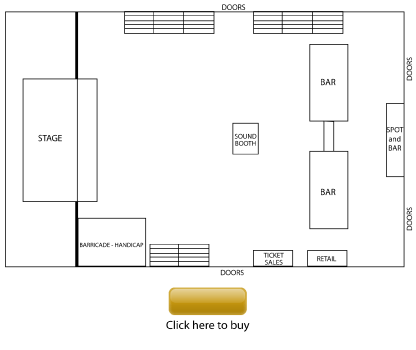 DOORS
DOORS
BAR
STAGE
SOUND
BOOTH
SPOT
and
BAR
BAR
DOORS
BARRICADE - HANDICAP
TICKET
SALES
RETAIL
DOORS
Click here to buy